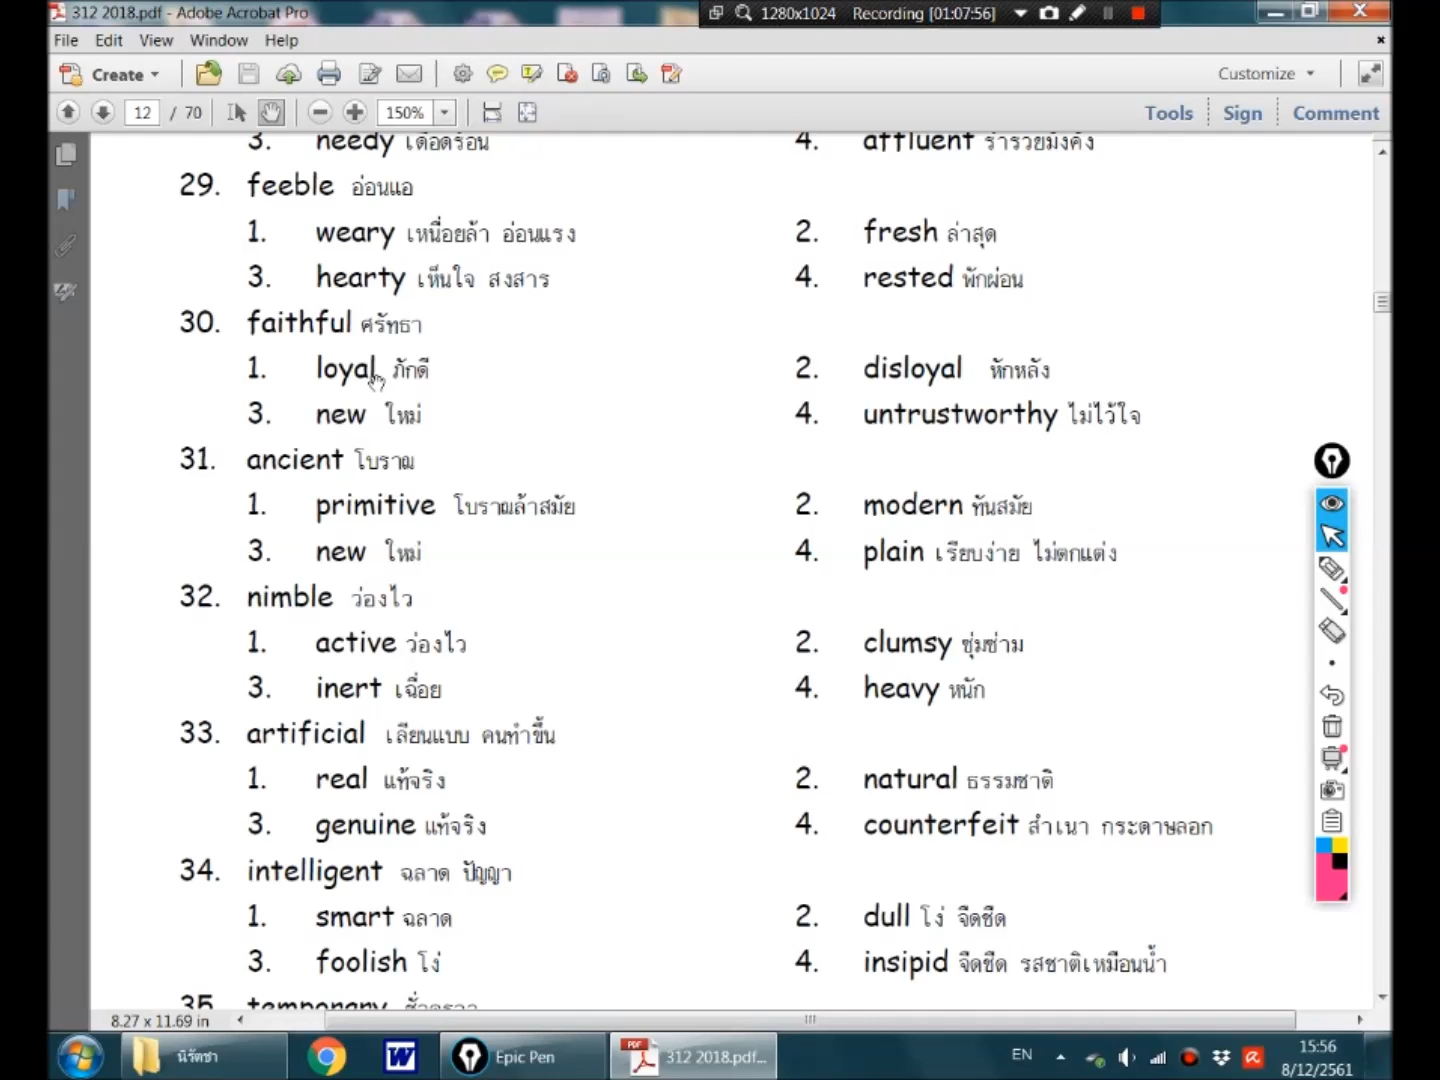 312 2018.pdf - Adobe Acrobat Pro
1280x1024 Recording [01:07:56]
File Edit View Window Help
Create Customize
12 / 70 150% Tools Sign Comment
3. needy เดือดร้อน 4. affluent ร่ำรวยมั่งคั่ง
29. feeble อ่อนแอ
1. weary เหนื่อยล้า อ่อนแรง 2. fresh ล่าสุด
3. hearty เห็นใจ สงสาร 4. rested พักผ่อน
30. faithful ศรัทธา
1. loyal ภักดี 2. disloyal หักหลัง
3. new ใหม่ 4. untrustworthy ไม่ไว้ใจ
31. ancient โบราณ
1. primitive โบราณล้าสมัย 2. modern ทันสมัย
3. new ใหม่ 4. plain เรียบง่าย ไม่ตกแต่ง
32. nimble ว่องไว
1. active ว่องไว 2. clumsy ซุ่มซ่าม
3. inert เฉื่อย 4. heavy หนัก
33. artificial เลียนแบบ คนทำขึ้น
1. real แท้จริง 2. natural ธรรมชาติ
3. genuine แท้จริง 4. counterfeit สำเนา กระดาษลอก
34. intelligent ฉลาด ปัญญา
1. smart ฉลาด 2. dull โง่ จืดชืด
3. foolish โง่ 4. insipid จืดชืด รสชาติเหมือนน้ำ
35. temporary ชั่วคราว
8.27 x 11.69 in
นิรัตชา Epic Pen 312 2018.pdf... EN 15:56
8/12/2561